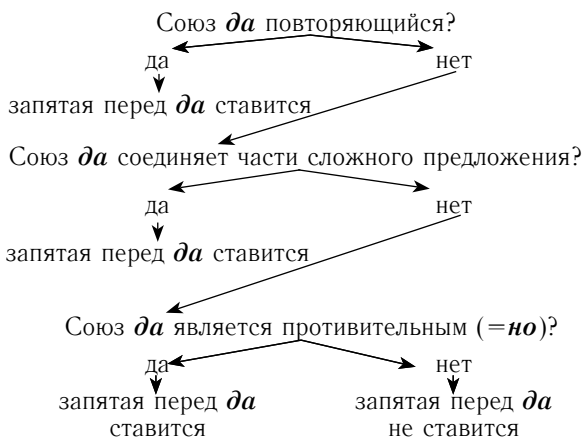 Союз да повторяющийся?
да нет
запятая перед да ставится
Союз да соединяет части сложного предложения?
да нет
запятая перед да ставится
Союз да является противительным (=но)?
да нет
запятая перед да запятая перед да
ставится не ставится